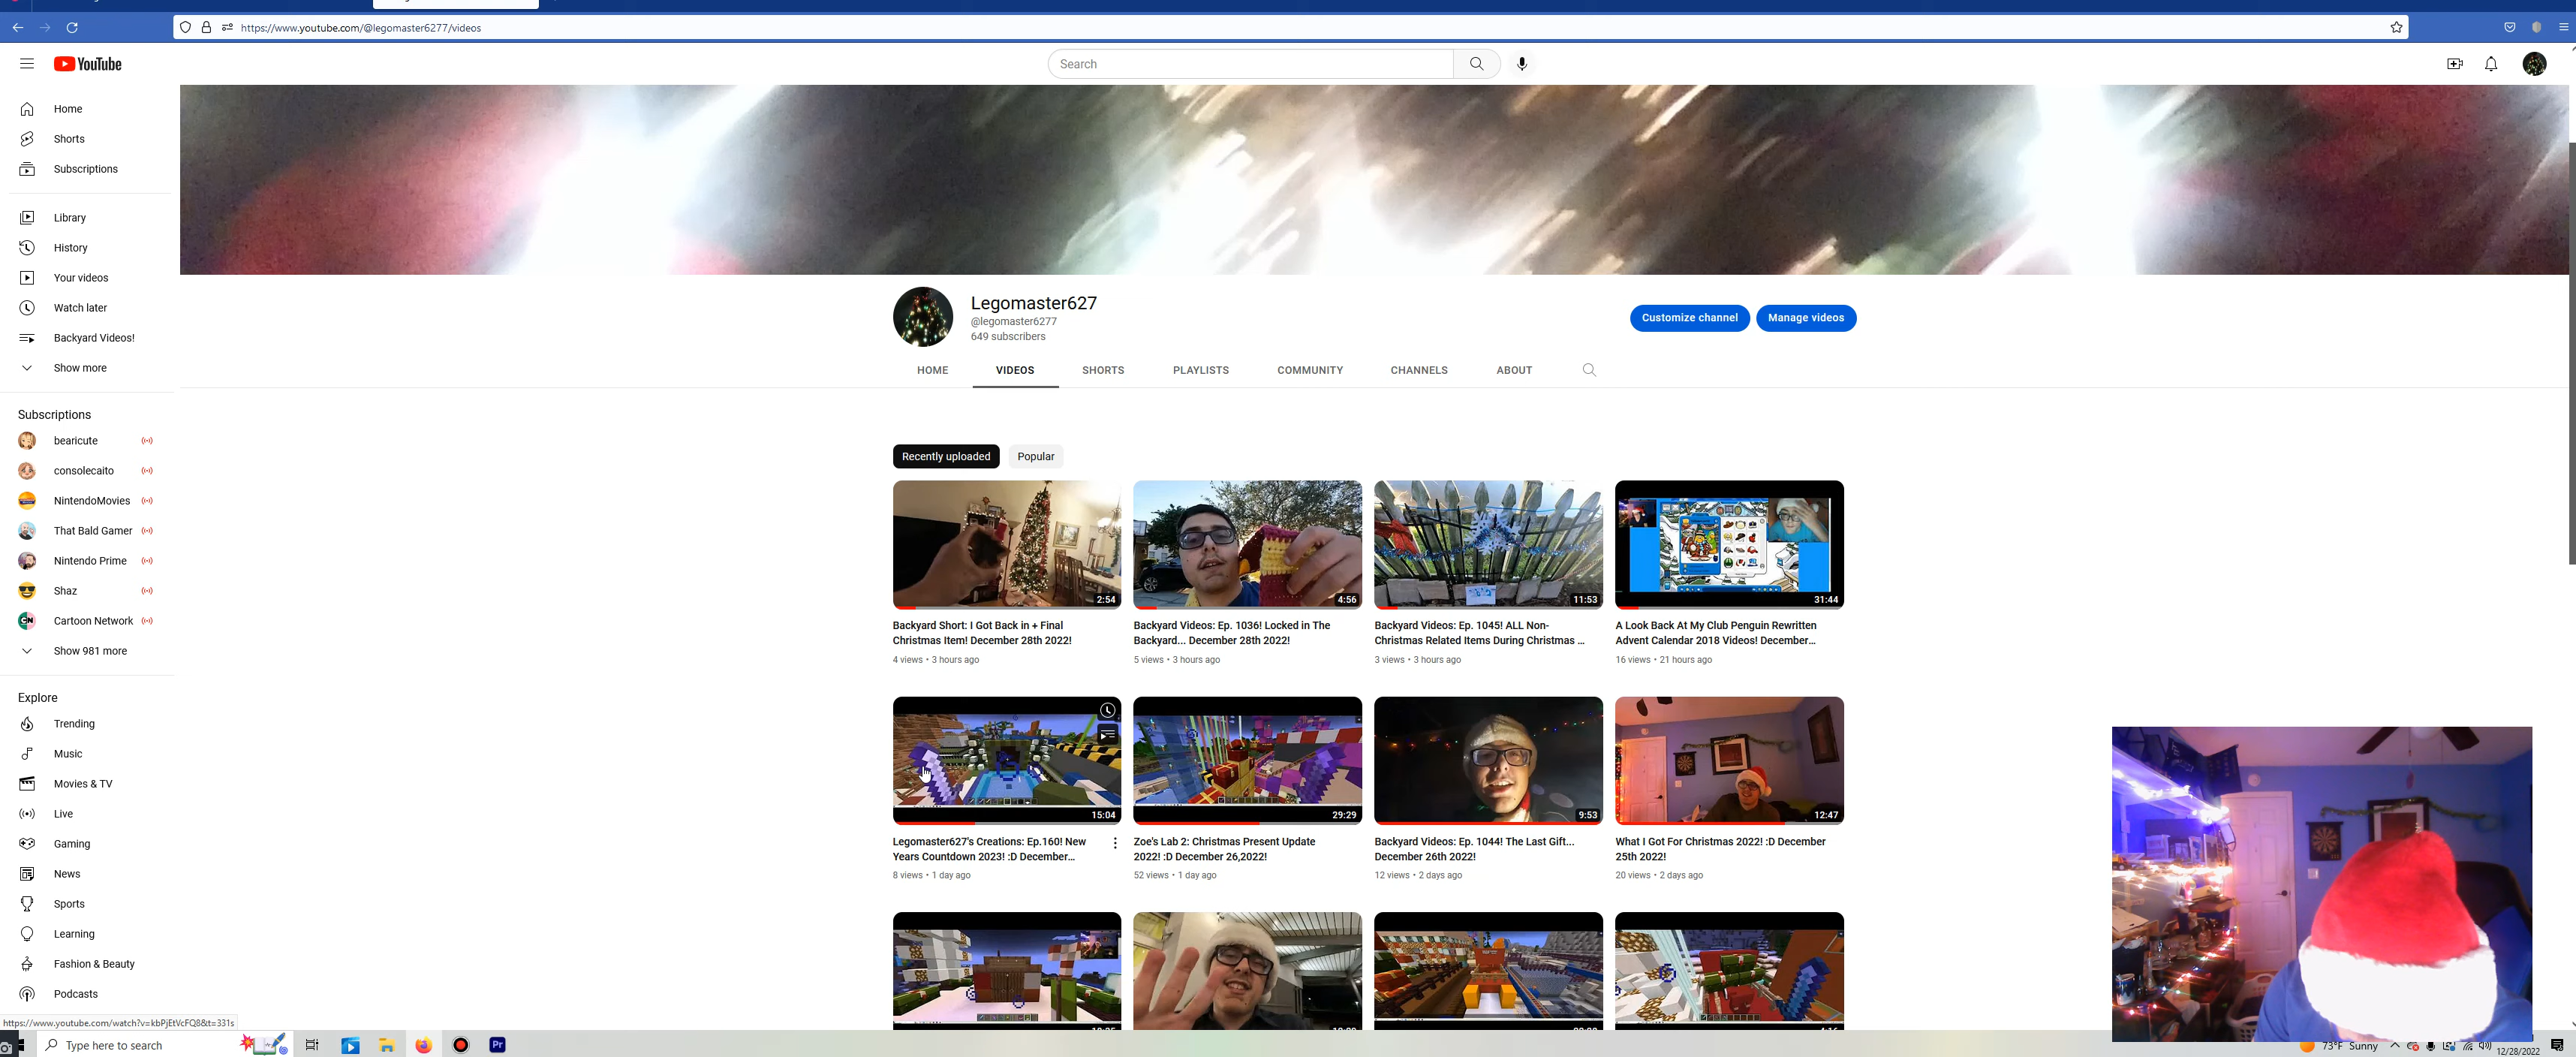 https://www.youtube.com/@legomaster6277/videos
YouTube
Search
Home
Shorts
Subscriptions
Library
History
Your videos
Watch later
Backyard Videos!
Show more
Subscriptions
bearicute
consolecaito
NintendoMovies
That Bald Gamer
Nintendo Prime
Shaz
Cartoon Network
Show 981 more
Explore
Trending
Music
Movies & TV
Live
Gaming
News
Sports
Learning
Fashion & Beauty
Podcasts
Legomaster627
@legomaster6277
649 subscribers
Customize channel
Manage videos
HOME
VIDEOS
SHORTS
PLAYLISTS
COMMUNITY
CHANNELS
ABOUT
Recently uploaded
Popular
2:54
Backyard Short: I Got Back in + Final
Christmas Item! December 28th 2022!
4 views • 3 hours ago
4:56
Backyard Videos: Ep. 1036! Locked in The
Backyard... December 28th 2022!
5 views • 3 hours ago
11:53
Backyard Videos: Ep. 1045! ALL Non-
Christmas Related Items During Christmas ...
3 views • 3 hours ago
31:44
A Look Back At My Club Penguin Rewritten
Advent Calendar 2018 Videos! December...
16 views • 21 hours ago
15:04
Legomaster627's Creations: Ep.160! New
Years Countdown 2023! :D December...
8 views • 1 day ago
29:29
Zoe's Lab 2: Christmas Present Update
2022! :D December 26,2022!
52 views • 1 day ago
9:53
Backyard Videos: Ep. 1044! The Last Gift...
December 26th 2022!
12 views • 2 days ago
12:47
What I Got For Christmas 2022! :D December
25th 2022!
20 views • 2 days ago
https://www.youtube.com/watch?v=kbPjEtVcFQ8&t=331s
Type here to search
Pr
73°F Sunny
12/28/2022